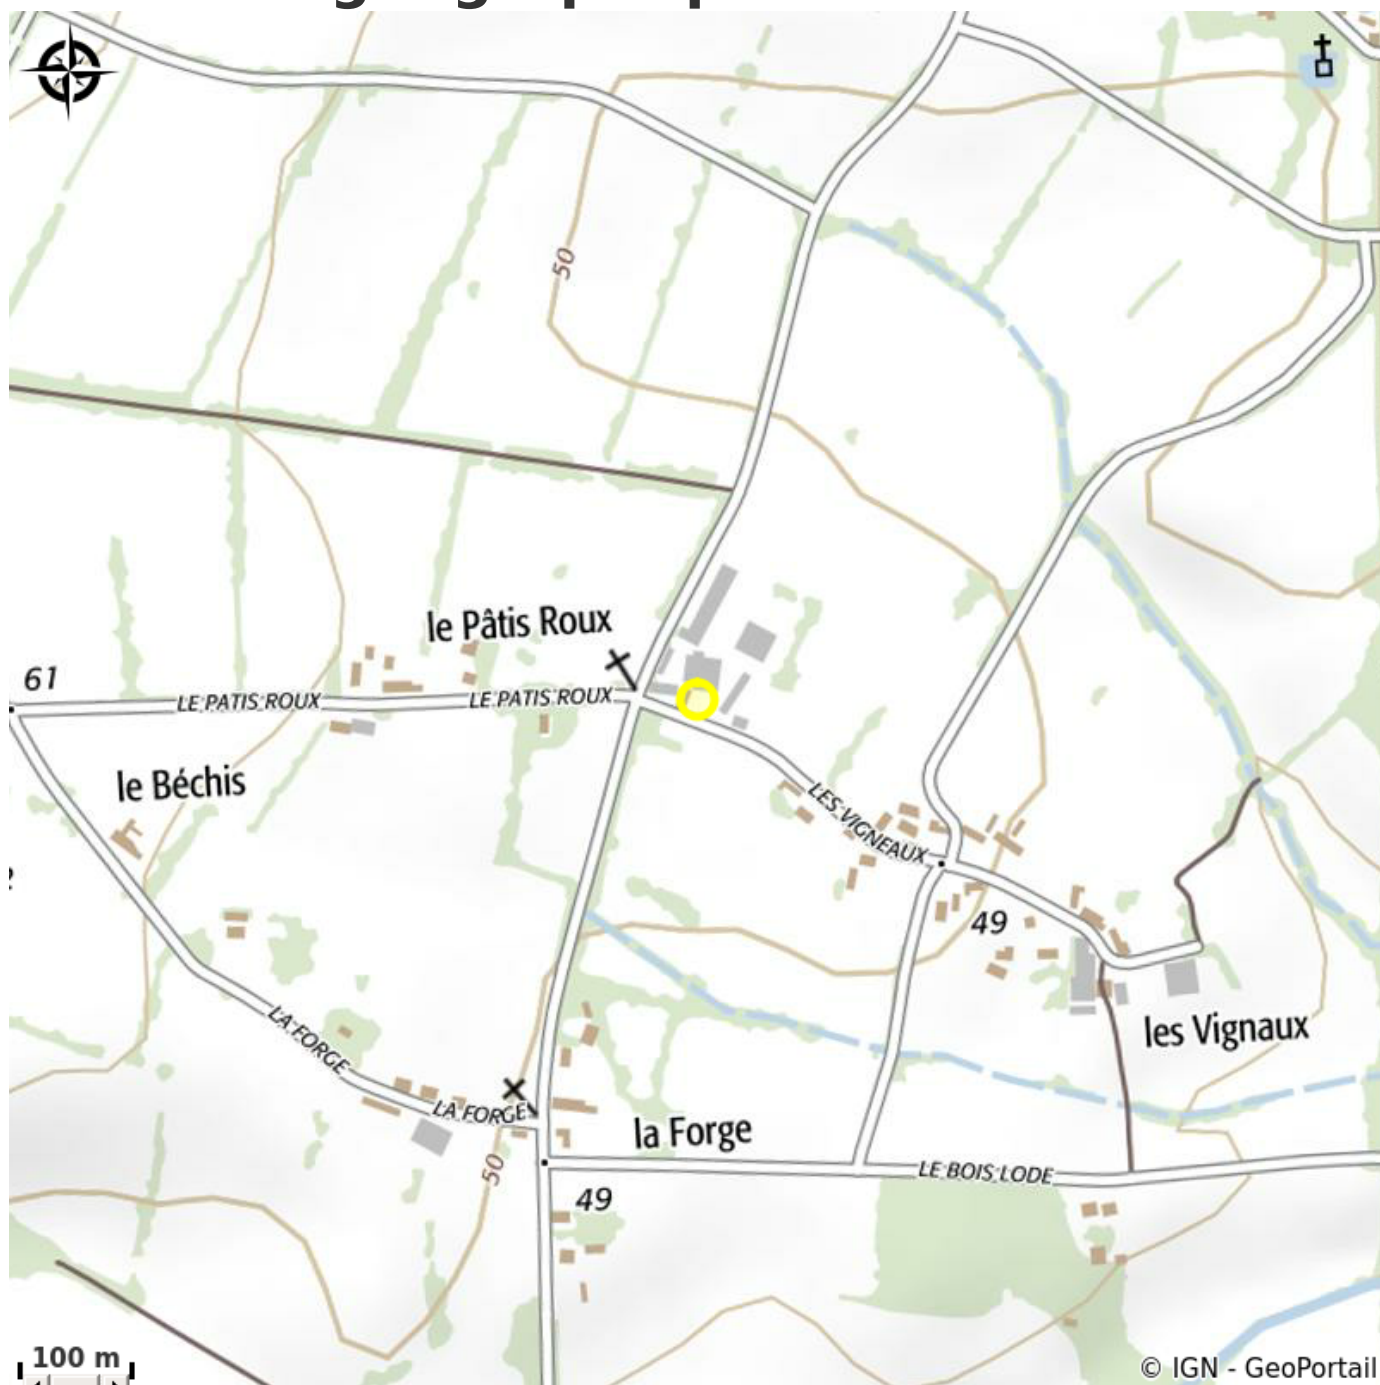 50
le Pâtis Roux
61
LE PATIS ROUX
LE PATIS ROUX
le Béchis
LES VIGNEAUX
49
les Vignaux
LA FORGE
LA FORGE
la Forge
LE BOIS LODE
50
49
100 m
© IGN - GeoPortail